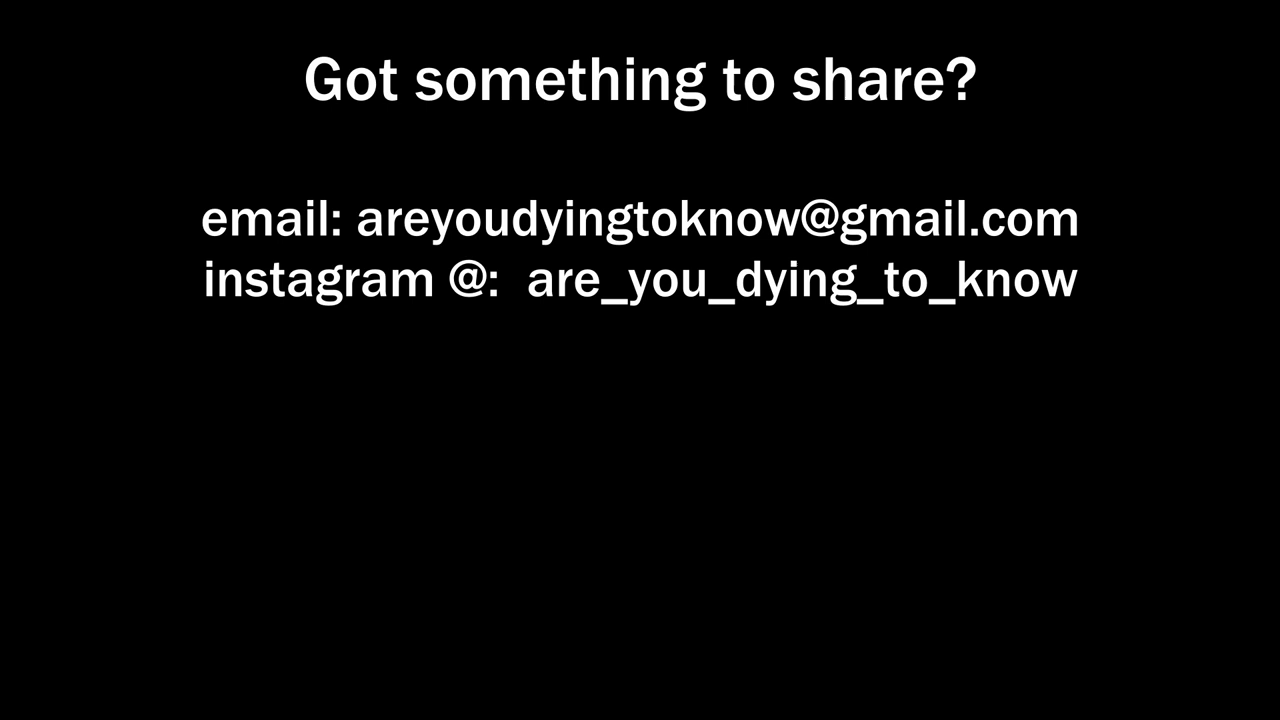 Got something to share?
email: areyoudyingtoknow@gmail.com
instagram @:  are_you_dying_to_know